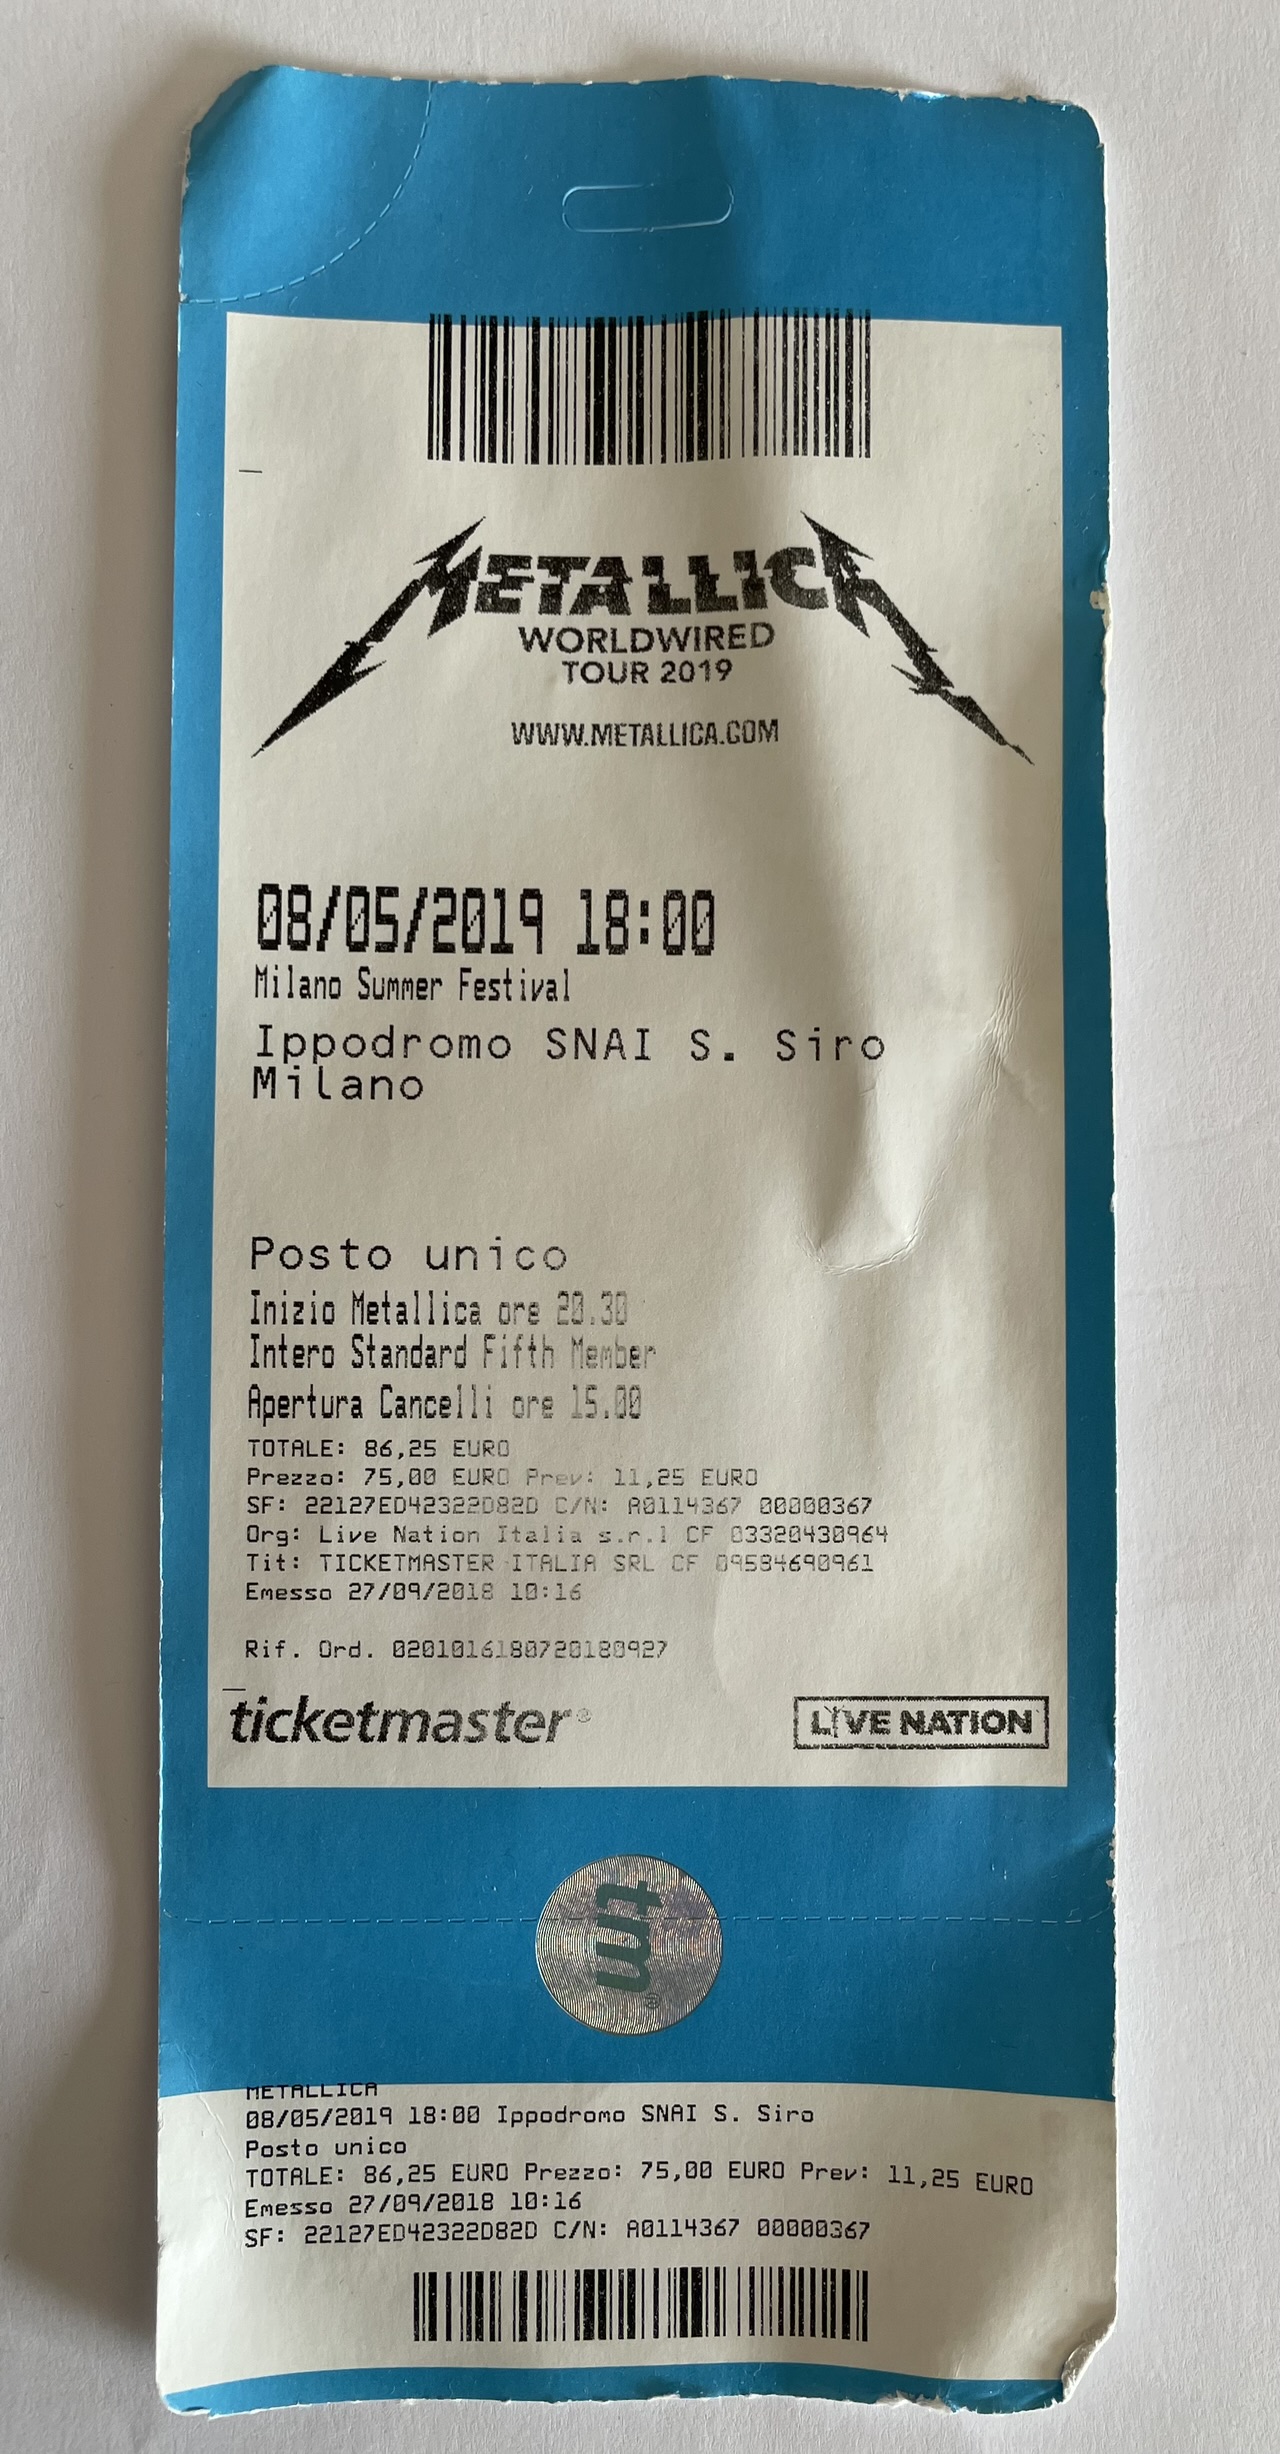 METALLICA
WORLDWIRED
TOUR 2019
WWW.METALLICA.COM
08/05/2019 18:00
Milano Summer Festival
Ippodromo SNAI S. Siro
Milano
Posto unico
Inizio Metallica ore 20.30
Intero Standard Fifth Member
Apertura Cancelli ore 15.00
TOTALE: 86,25 EURO
Prezzo: 75,00 EURO Prev: 11,25 EURO
SF: 22127ED42322D82D C/N: A0114367 00000367
Org: Live Nation Italia s.r.l CF 03320430964
Tit: TICKETMASTER ITALIA SRL CF 09584690961
Emesso 27/09/2018 10:16
Rif. Ord. 0201016180720180927
ticketmaster®
LIVE NATION
tm
METALLICA
08/05/2019 18:00 Ippodromo SNAI S. Siro
Posto unico
TOTALE: 86,25 EURO Prezzo: 75,00 EURO Prev: 11,25 EURO
Emesso 27/09/2018 10:16
SF: 22127ED42322D82D C/N: A0114367 00000367